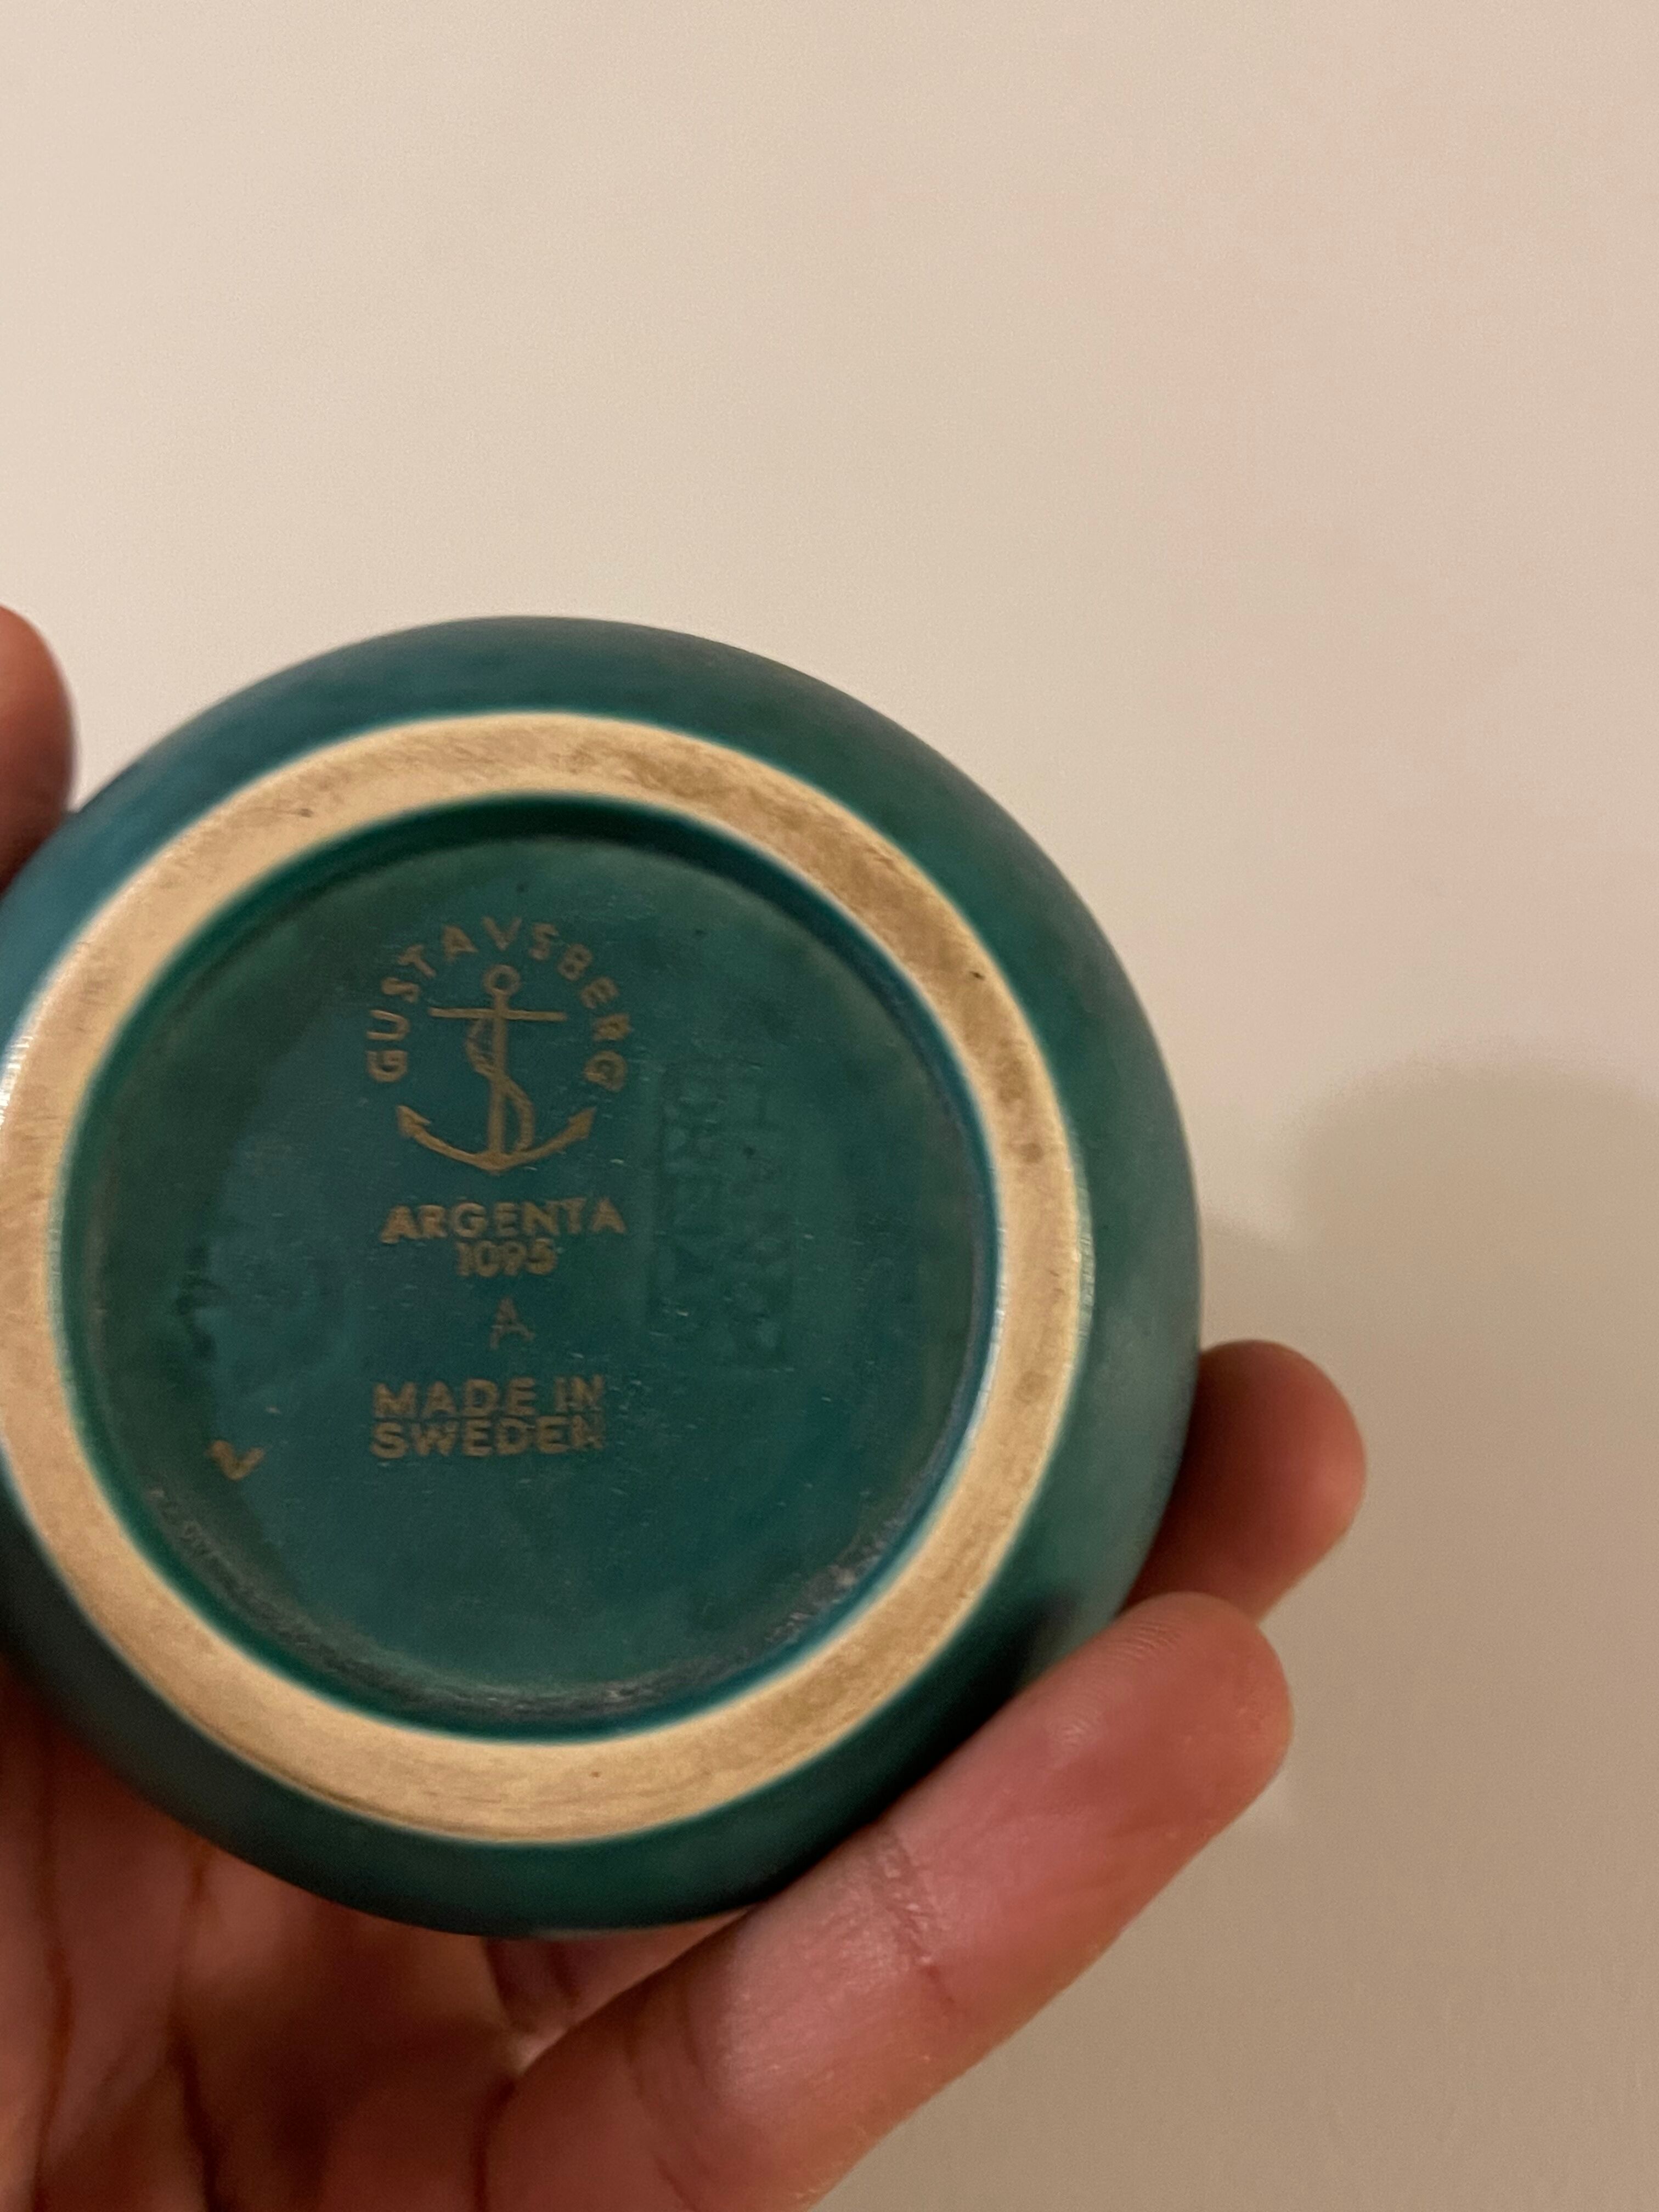 GUSTAVSBERG
ARGENTA
1095
A
MADE IN
SWEDEN